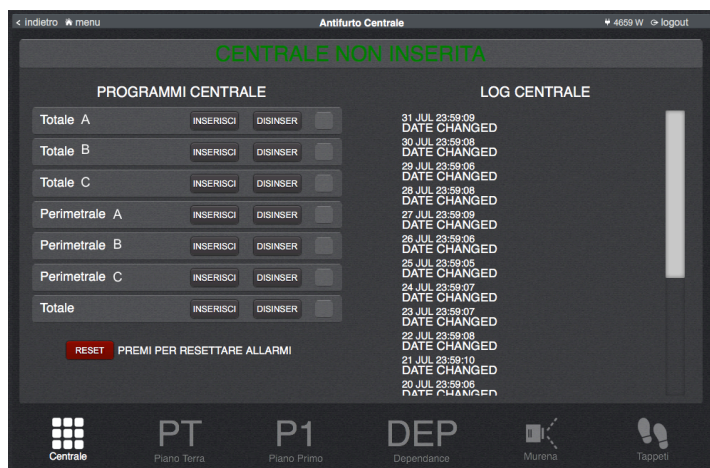 < indietro menu Antifurto Centrale 4659 W logout
CENTRALE NON INSERITA
PROGRAMMI CENTRALE
Totale A INSERISCI DISINSER
Totale B INSERISCI DISINSER
Totale C INSERISCI DISINSER
Perimetrale A INSERISCI DISINSER
Perimetrale B INSERISCI DISINSER
Perimetrale C INSERISCI DISINSER
Totale INSERISCI DISINSER
RESET PREMI PER RESETTARE ALLARMI
LOG CENTRALE
31 JUL 23:59:09
DATE CHANGED
30 JUL 23:59:08
DATE CHANGED
29 JUL 23:59:06
DATE CHANGED
28 JUL 23:59:08
DATE CHANGED
27 JUL 23:59:09
DATE CHANGED
26 JUL 23:59:06
DATE CHANGED
25 JUL 23:59:05
DATE CHANGED
24 JUL 23:59:07
DATE CHANGED
23 JUL 23:59:07
DATE CHANGED
22 JUL 23:59:08
DATE CHANGED
21 JUL 23:59:10
DATE CHANGED
20 JUL 23:59:06
DATE CHANGED
PT P1 DEP
Centrale Piano Terra Piano Primo Dependance Murena Tappeti